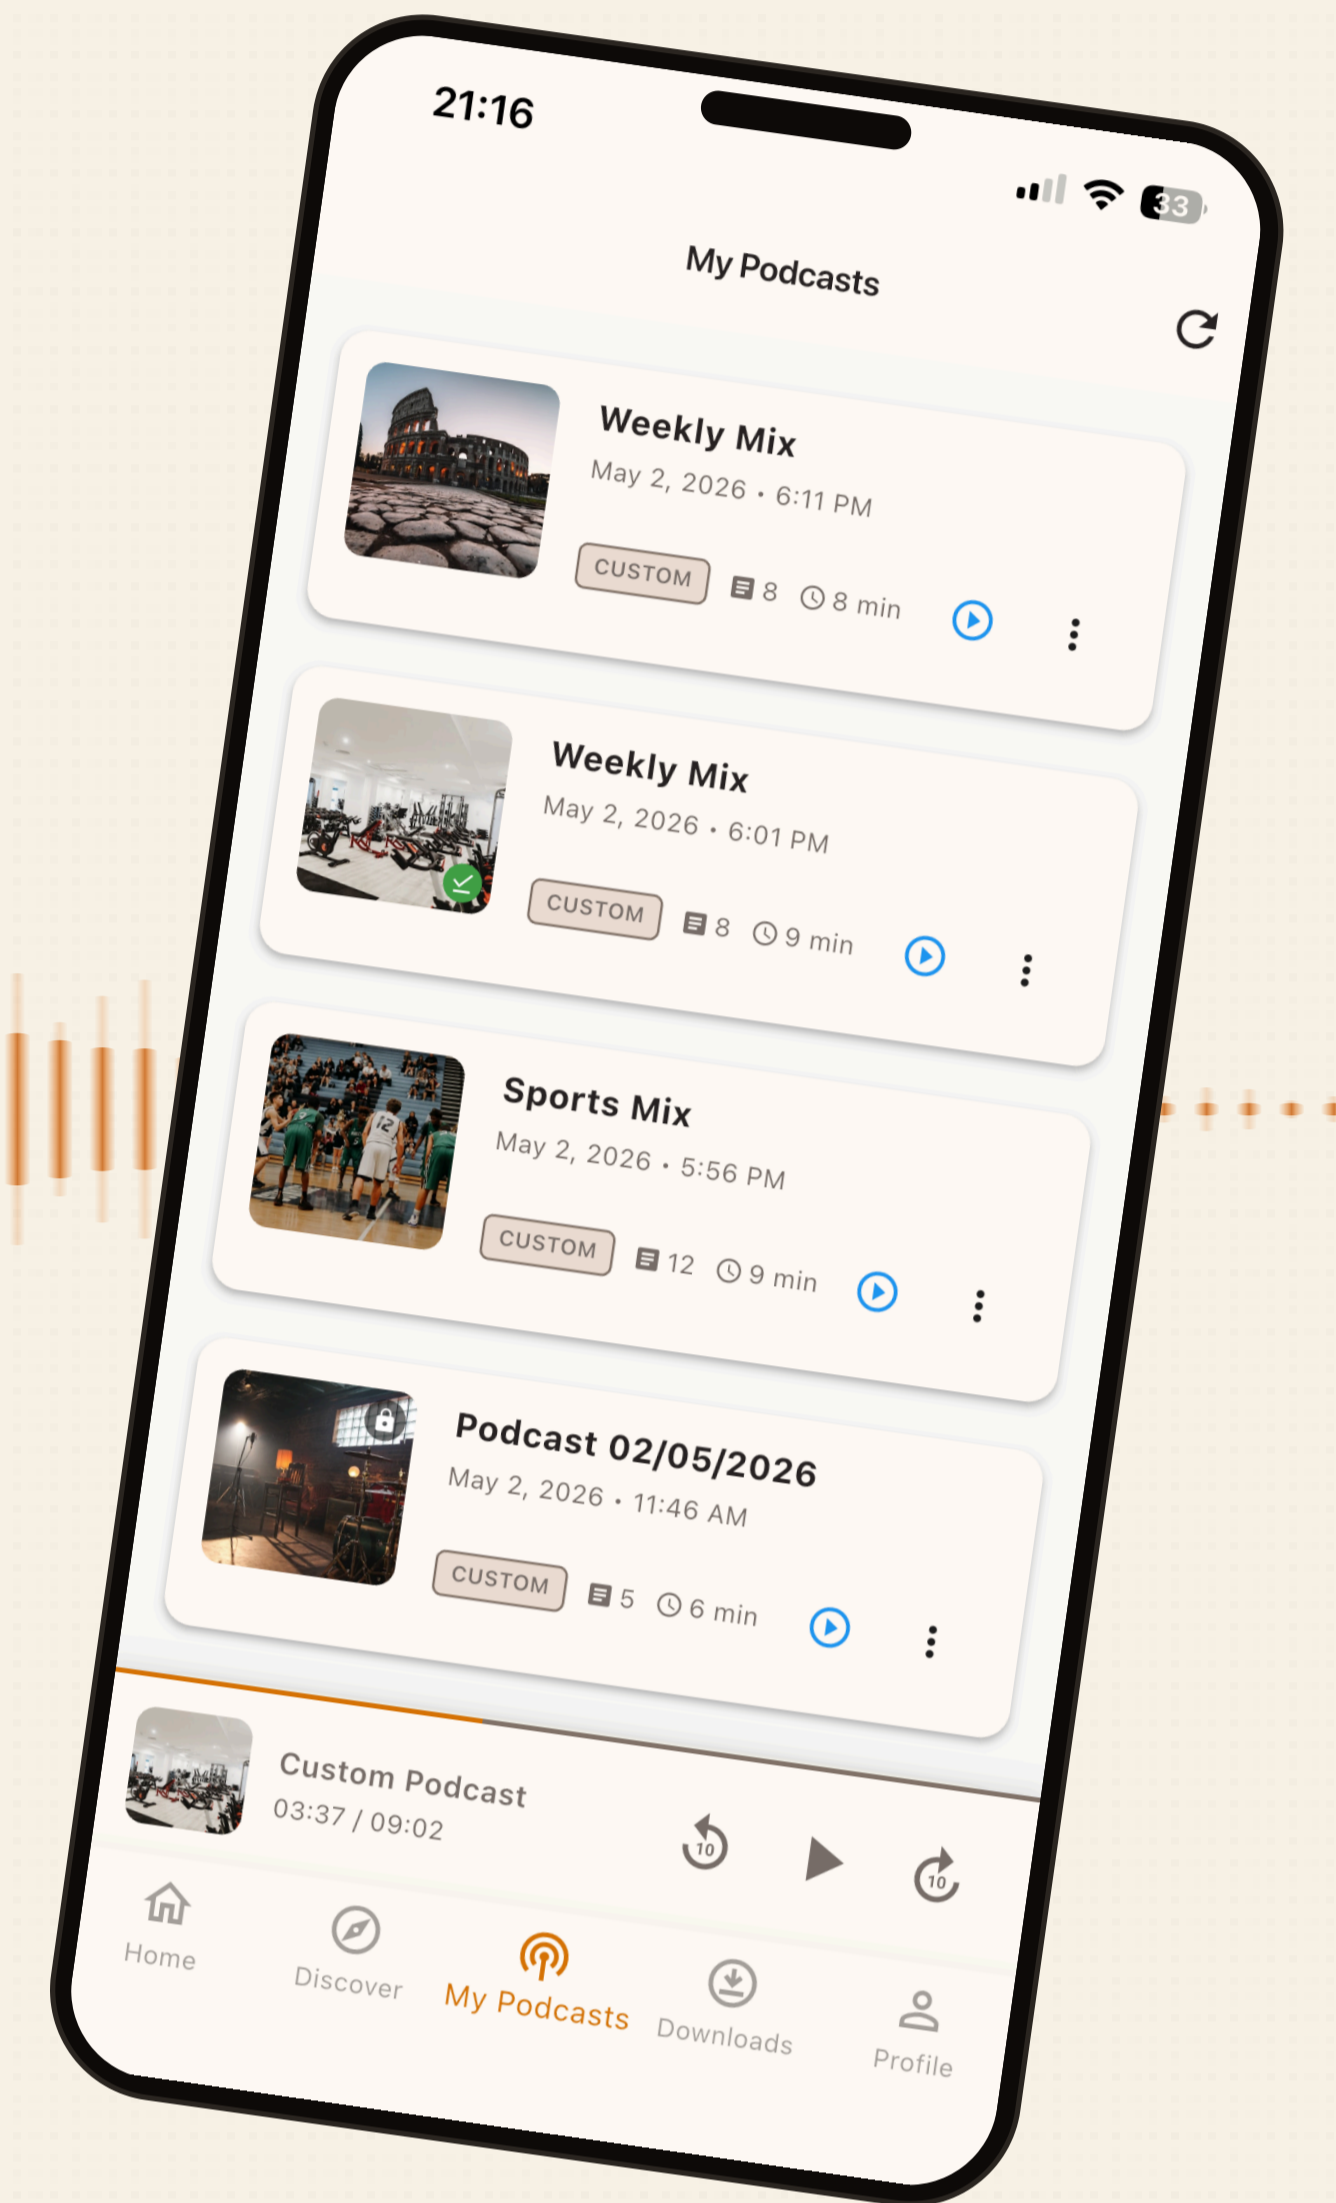 21:16
33
My Podcasts
Weekly Mix
May 2, 2026 • 6:11 PM
CUSTOM 8 8 min
Weekly Mix
May 2, 2026 • 6:01 PM
CUSTOM 8 9 min
12
Sports Mix
May 2, 2026 • 5:56 PM
CUSTOM 12 9 min
Podcast 02/05/2026
May 2, 2026 • 11:46 AM
CUSTOM 5 6 min
Custom Podcast
03:37 / 09:02
10 10
Home Discover My Podcasts Downloads Profile